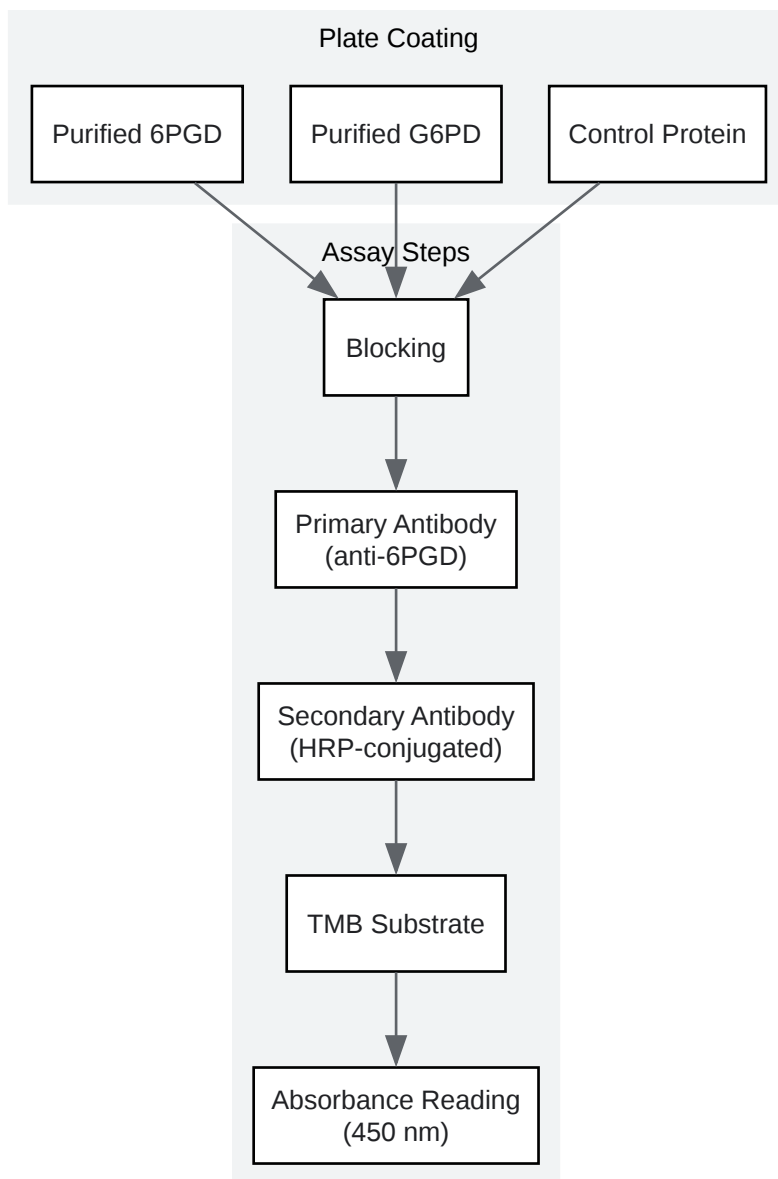 Plate Coating
Purified 6PGD
Purified G6PD
Control Protein
Assay Steps
Blocking
Primary Antibody
(anti-6PGD)
Secondary Antibody
(HRP-conjugated)
TMB Substrate
Absorbance Reading
(450 nm)